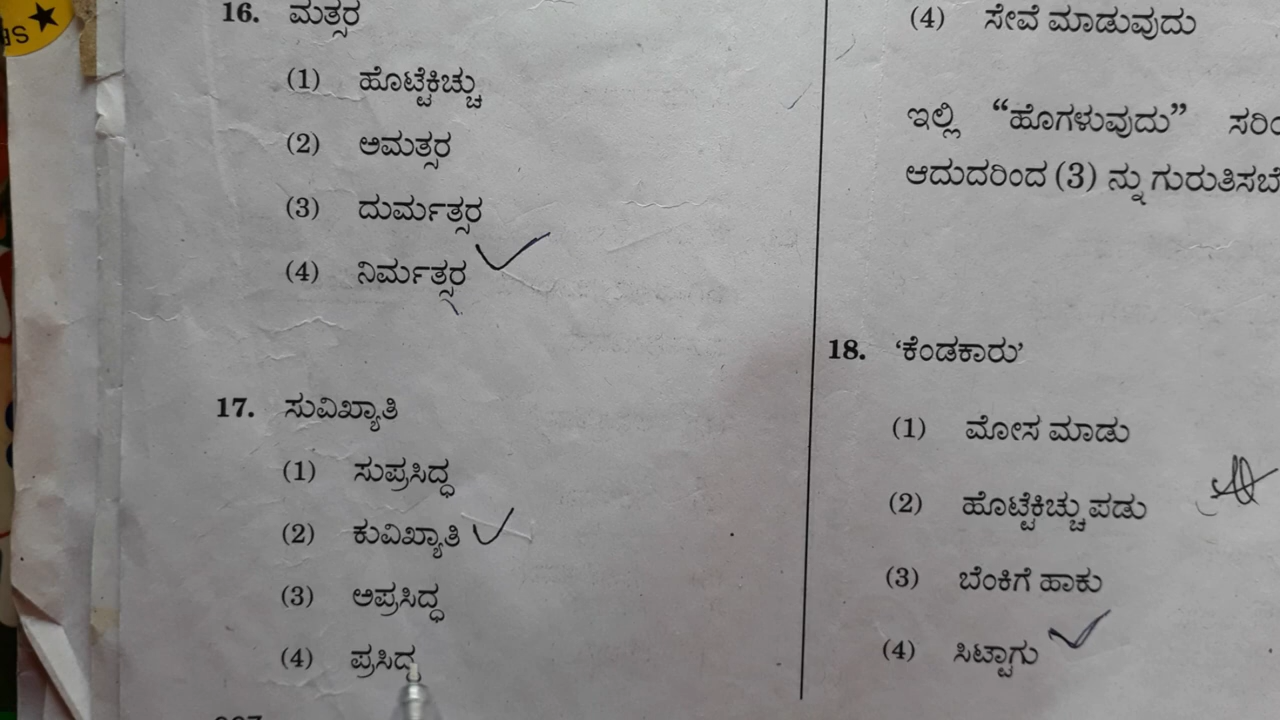 16. ಮತ್ಸರ
(1) ಹೊಟ್ಟೆಕಿಚ್ಚು
(2) ಅಮತ್ಸರ
(3) ದುರ್ಮತ್ಸರ
(4) ನಿರ್ಮತ್ಸರ
17. ಸುವಿಖ್ಯಾತಿ
(1) ಸುಪ್ರಸಿದ್ಧ
(2) ಕುವಿಖ್ಯಾತಿ
(3) ಅಪ್ರಸಿದ್ಧ
(4) ಪ್ರಸಿದ್ಧ
(4) ಸೇವೆ ಮಾಡುವುದು
ಇಲ್ಲಿ “ಹೊಗಳುವುದು”
ಆದುದರಿಂದ (3) ನ್ನು
18. ‘ಕೆಂಡಕಾರು’
(1) ಮೋಸ ಮಾಡು
(2) ಹೊಟ್ಟೆಕಿಚ್ಚು ಪಡು
(3) ಬೆಂಕಿಗೆ ಹಾಕು
(4) ಸಿಟ್ಟಾಗು